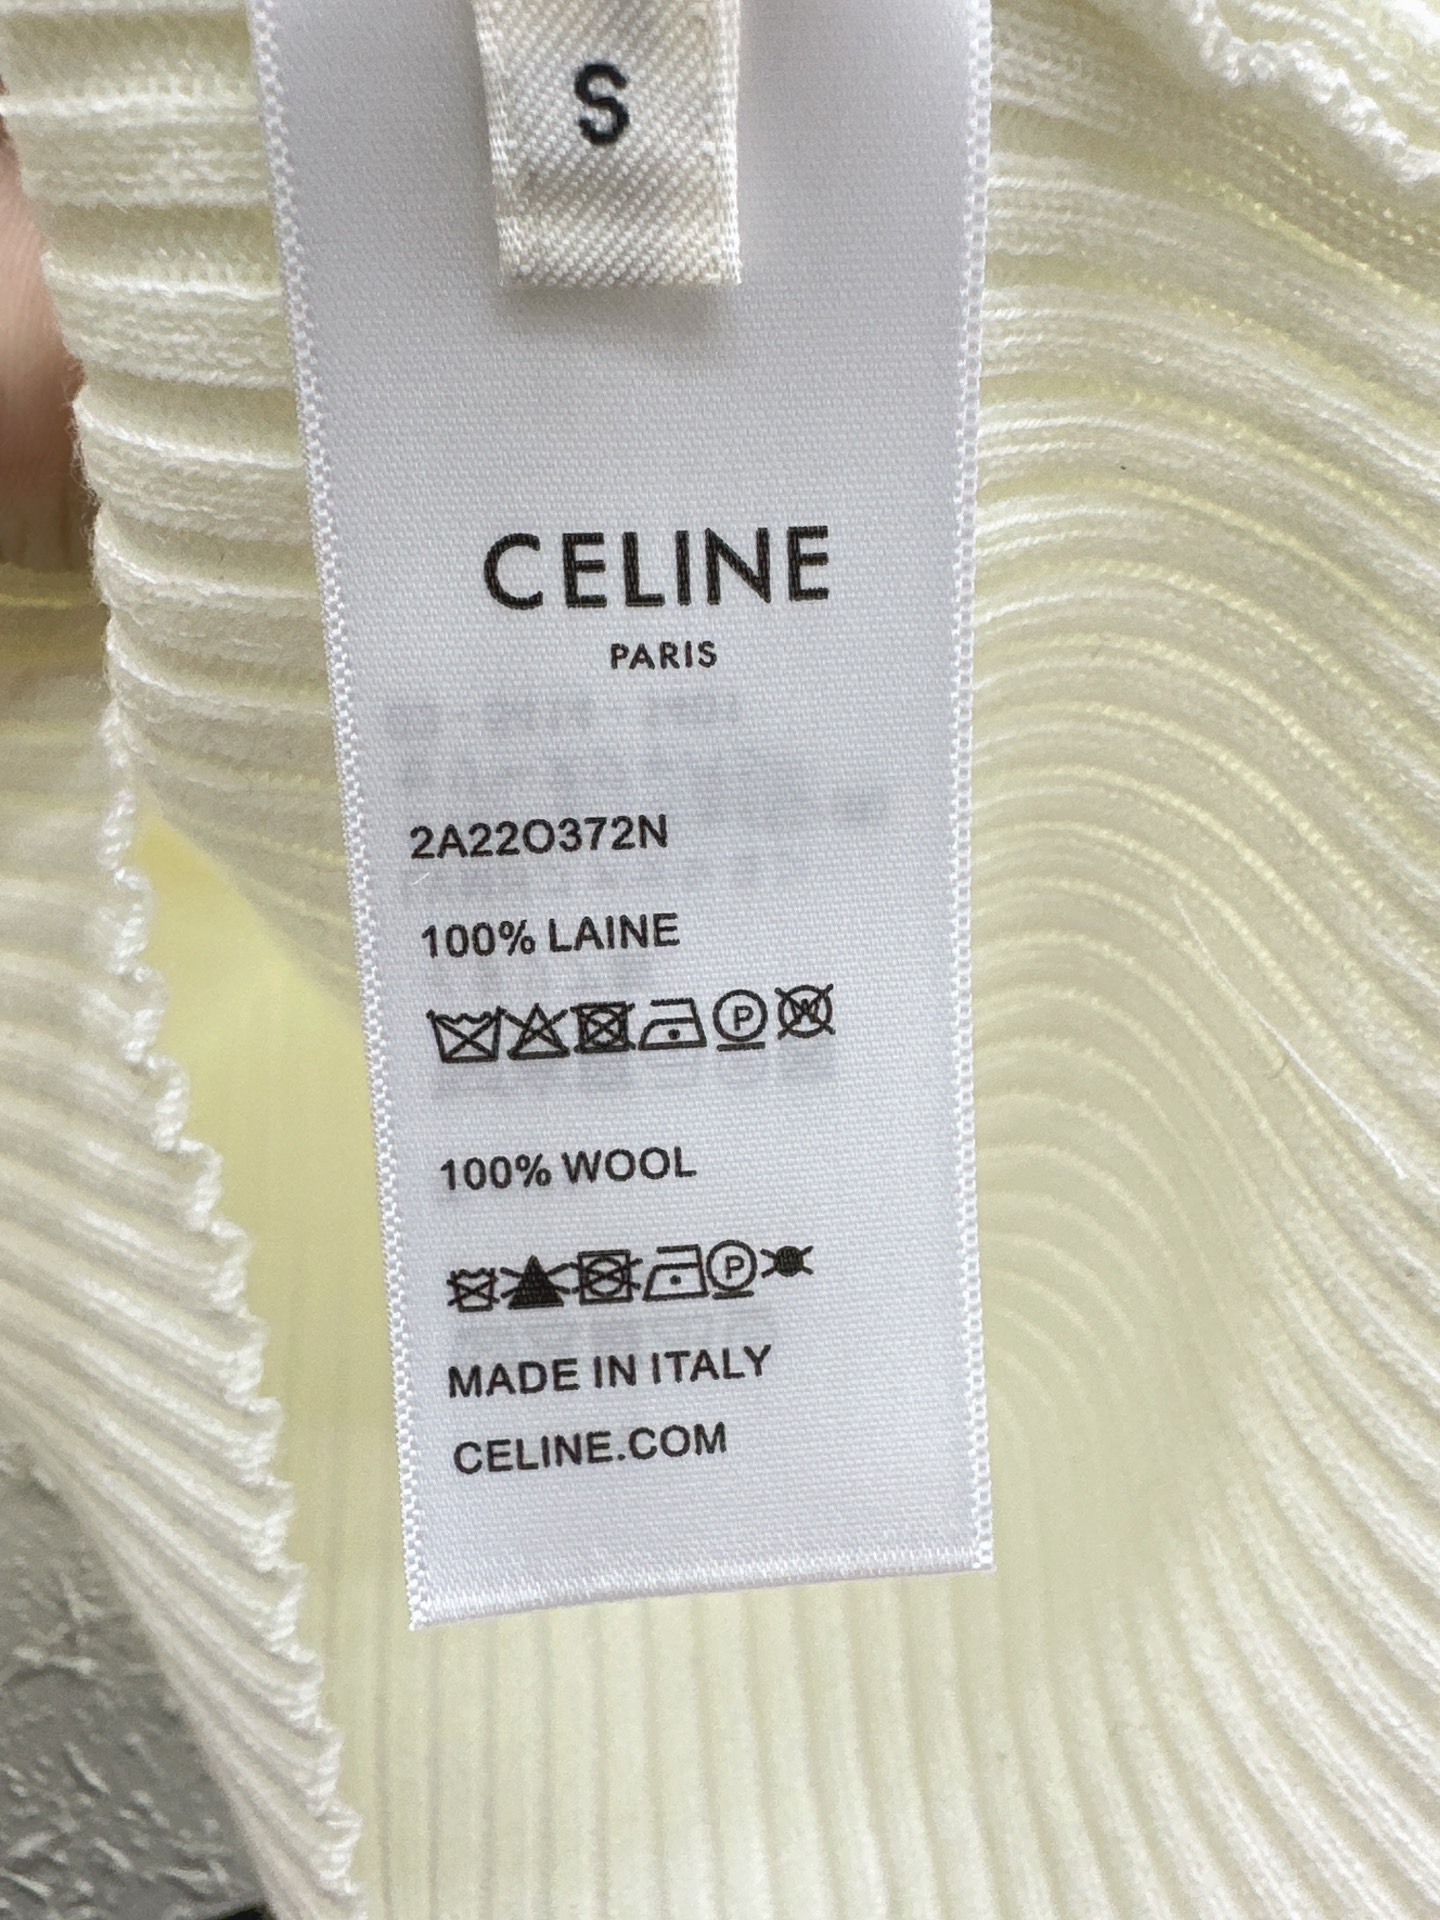 S
CELINE
PARIS
2A22O372N
100% LAINE
P W
100% WOOL
P
MADE IN ITALY
CELINE.COM